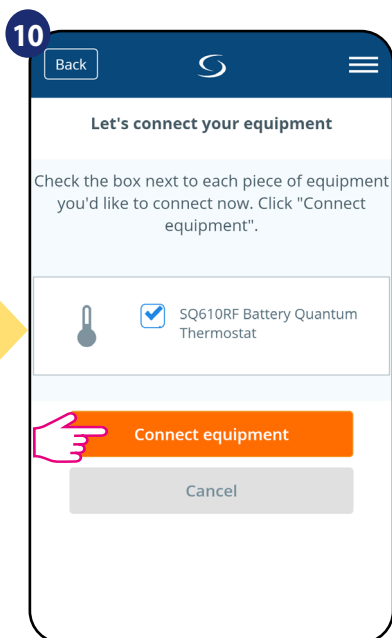 10
Back
Let's connect your equipment
Check the box next to each piece of equipment
you'd like to connect now. Click "Connect
equipment".
SQ610RF Battery Quantum
Thermostat
Connect equipment
Cancel